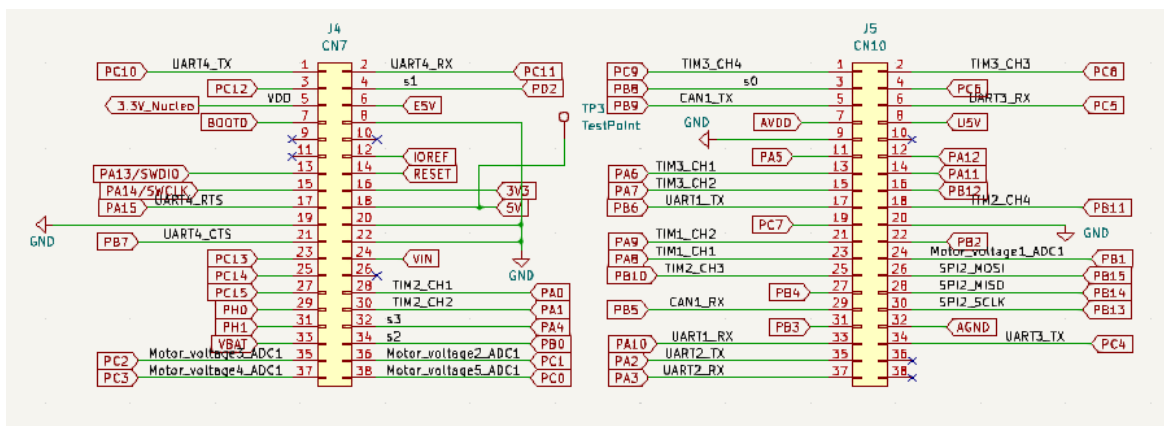 J4
CN7
PC10 UART4_TX 1 2 UART4_RX PC11
PC12 3 4 s1 PD2
3.3V_Nucleo VDD 5 6 E5V
BOOT0 7 8
9 10
11 12 IOREF
PA13/SWDIO 13 14 RESET
PA14/SWCLK 15 16 3V3
PA15 UART4_RTS 17 18 5V
GND 19 20
PB7 UART4_CTS 21 22
PC13 23 24 VIN
GND
PC14 25 26
PC15 27 28 TIM2_CH1 PA0
PH0 29 30 TIM2_CH2 PA1
PH1 31 32 s3 PA4
VBAT 33 34 s2 PB0
PC2 Motor_voltage3_ADC1 35 36 Motor_voltage2_ADC1 PC1
PC3 Motor_voltage4_ADC1 37 38 Motor_voltage5_ADC1 PC0
TP3
TestPoint
J5
CN10
PC9 TIM3_CH4 1 2 TIM3_CH3 PC8
PB8 s0 3 4 PC6
PB9 CAN1_TX 5 6 UART3_RX PC5
AVDD 7 8 U5V
GND 9 10
PA5 11 12 PA12
PA6 TIM3_CH1 13 14 PA11
PA7 TIM3_CH2 15 16 PB12
PB6 UART1_TX 17 18 TIM2_CH4 PB11
PC7 19 20 GND
PA9 TIM1_CH2 21 22 PB2
PA8 TIM1_CH1 23 24 Motor_voltage1_ADC1 PB1
PB10 TIM2_CH3 25 26 SPI2_MOSI PB15
PB4 27 28 SPI2_MISO PB14
PB5 CAN1_RX 29 30 SPI2_SCLK PB13
PB3 31 32 AGND
PA10 UART1_RX 33 34 UART3_TX PC4
PA2 UART2_TX 35 36
PA3 UART2_RX 37 38